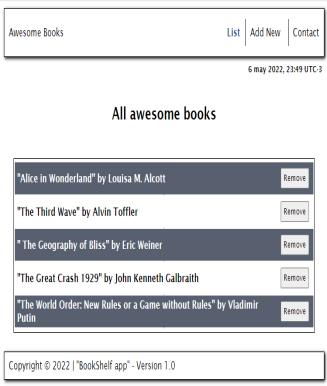 Awesome Books
List
Add New
Contact
6 may 2022, 23:49 UTC-3
All awesome books
"Alice in Wonderland" by Louisa M. Alcott
Remove
"The Third Wave" by Alvin Toffler
Remove
" The Geography of Bliss" by Eric Weiner
Remove
"The Great Crash 1929" by John Kenneth Galbraith
Remove
"The World Order: New Rules or a Game without Rules" by Vladimir
Putin
Remove
Copyright © 2022 | "BookShelf app" - Version 1.0